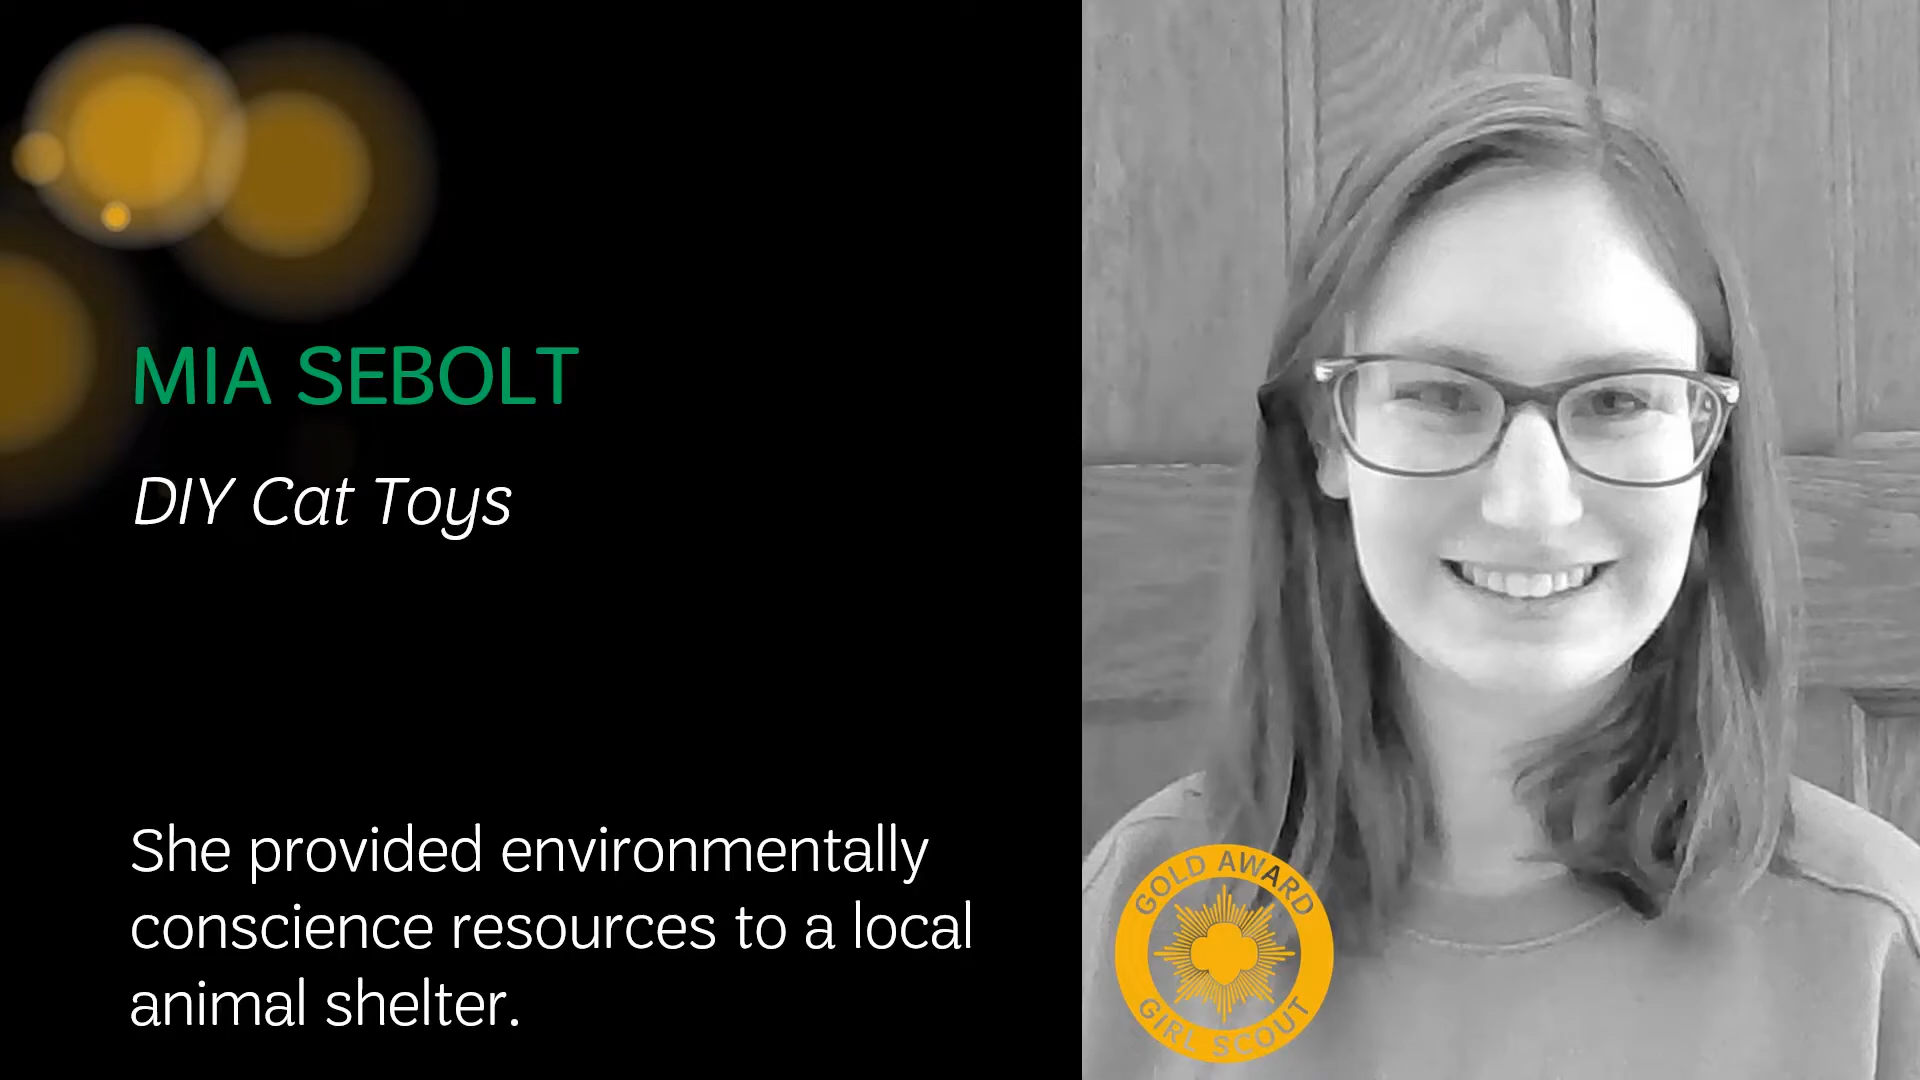 MIA SEBOLT
DIY Cat Toys
She provided environmentally
conscience resources to a local
animal shelter.
GOLD AWARD
GIRL SCOUT